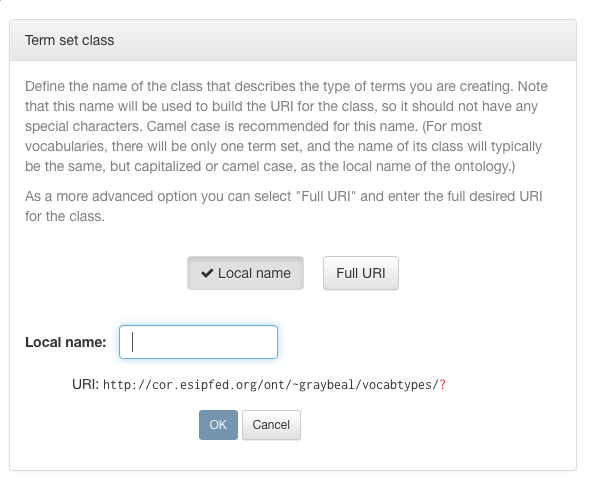 Term set class
Define the name of the class that describes the type of terms you are creating. Note
that this name will be used to build the URI for the class, so it should not have any
special characters. Camel case is recommended for this name. (For most
vocabularies, there will be only one term set, and the name of its class will typically
be the same, but capitalized or camel case, as the local name of the ontology.)
As a more advanced option you can select "Full URI" and enter the full desired URI
for the class.
Local name Full URI
Local name:
URI: http://cor.esipfed.org/ont/~graybeal/vocabtypes/?
OK Cancel